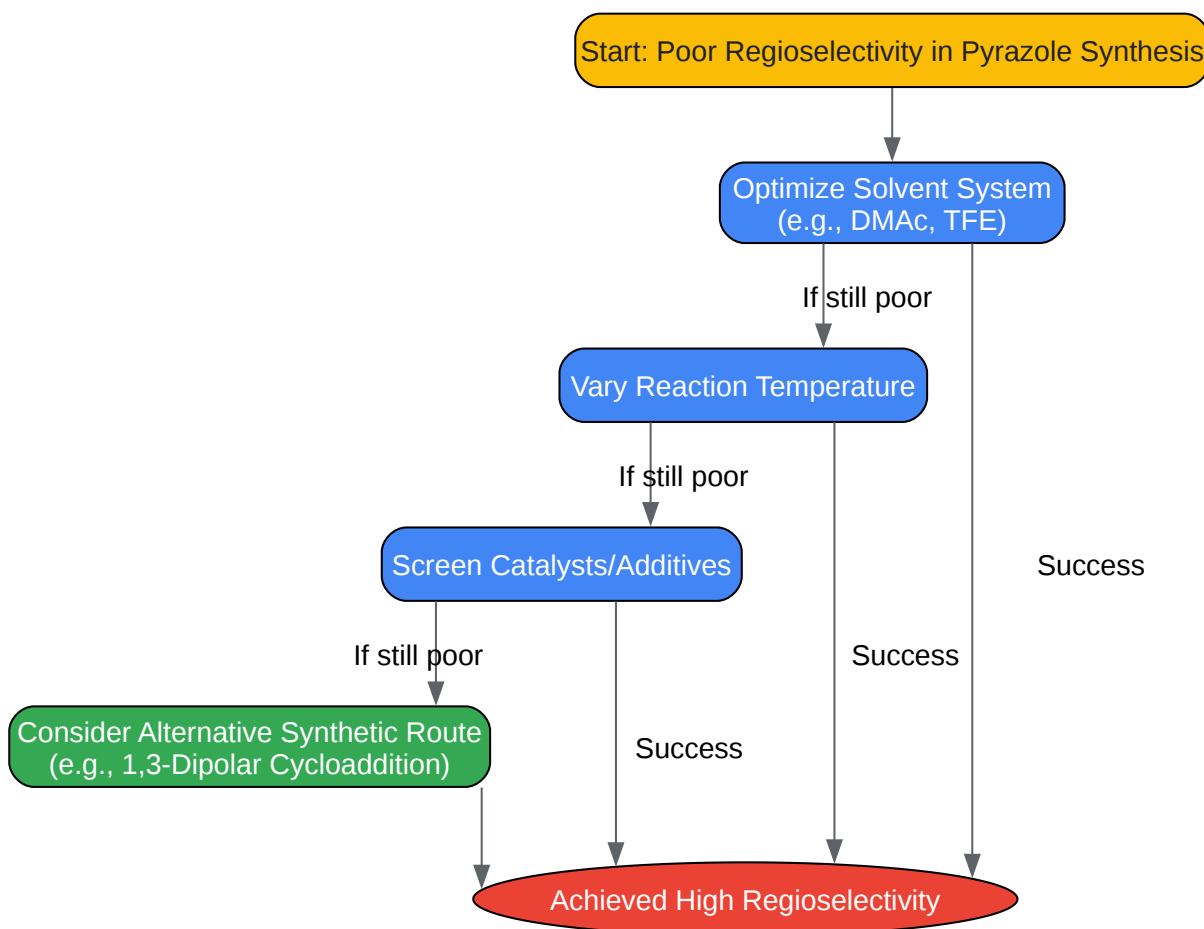 Start: Poor Regioselectivity in Pyrazole Synthesis
Optimize Solvent System
(e.g., DMAc, TFE)
If still poor
Vary Reaction Temperature
If still poor
Screen Catalysts/Additives
Success
If still poor
Success
Consider Alternative Synthetic Route
(e.g., 1,3-Dipolar Cycloaddition)
Success
Achieved High Regioselectivity